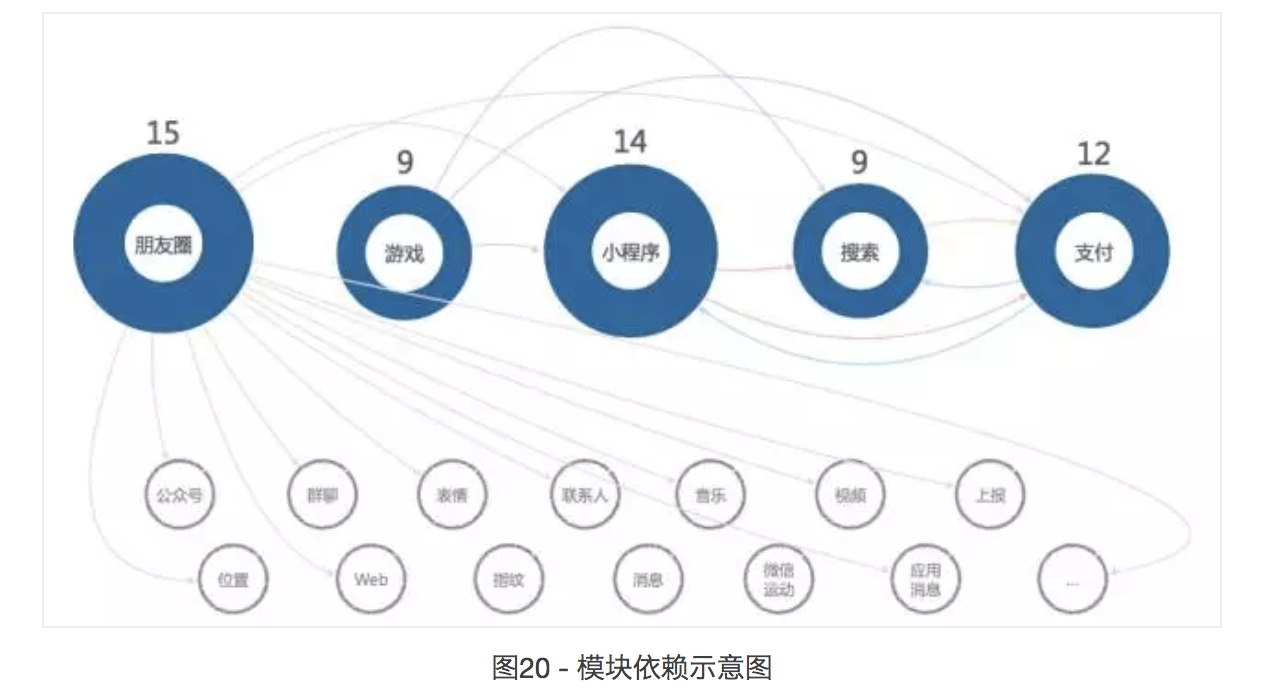 15
9
14
9
12
朋友圈
游戏
小程序
搜索
支付
公众号
群聊
表情
联系人
音乐
视频
上报
位置
Web
指纹
消息
微信
运动
应用
消息
...
图20 - 模块依赖示意图